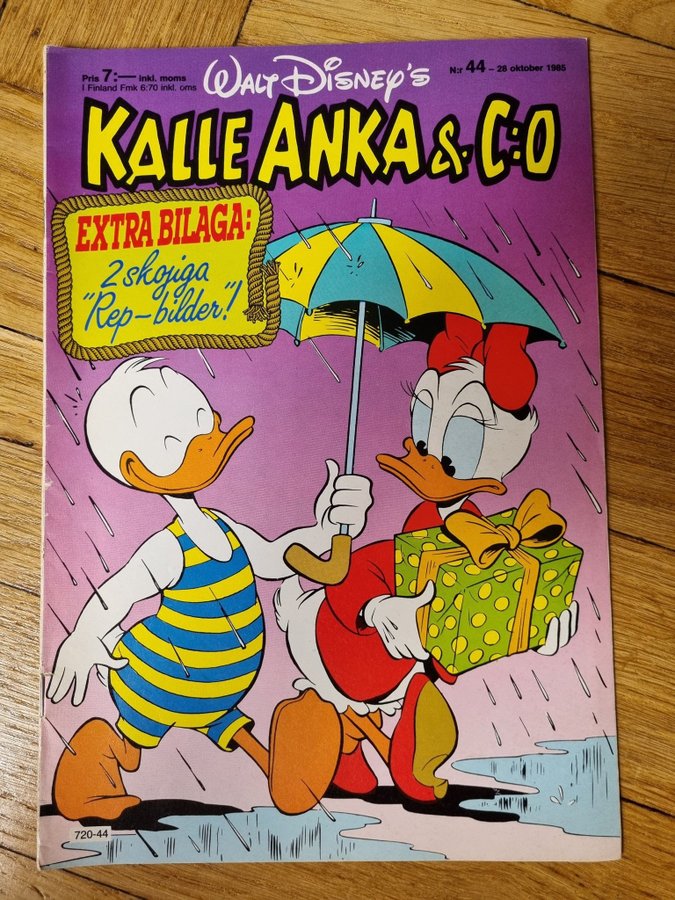 Pris 7:— inkl. moms
I Finland Fmk 6:70 inkl. oms
WALT DISNEY'S
N:r 44 – 28 oktober 1985
KALLE ANKA & C:O
EXTRA BILAGA:
2 skojiga
"Rep-bilder"!
720-44